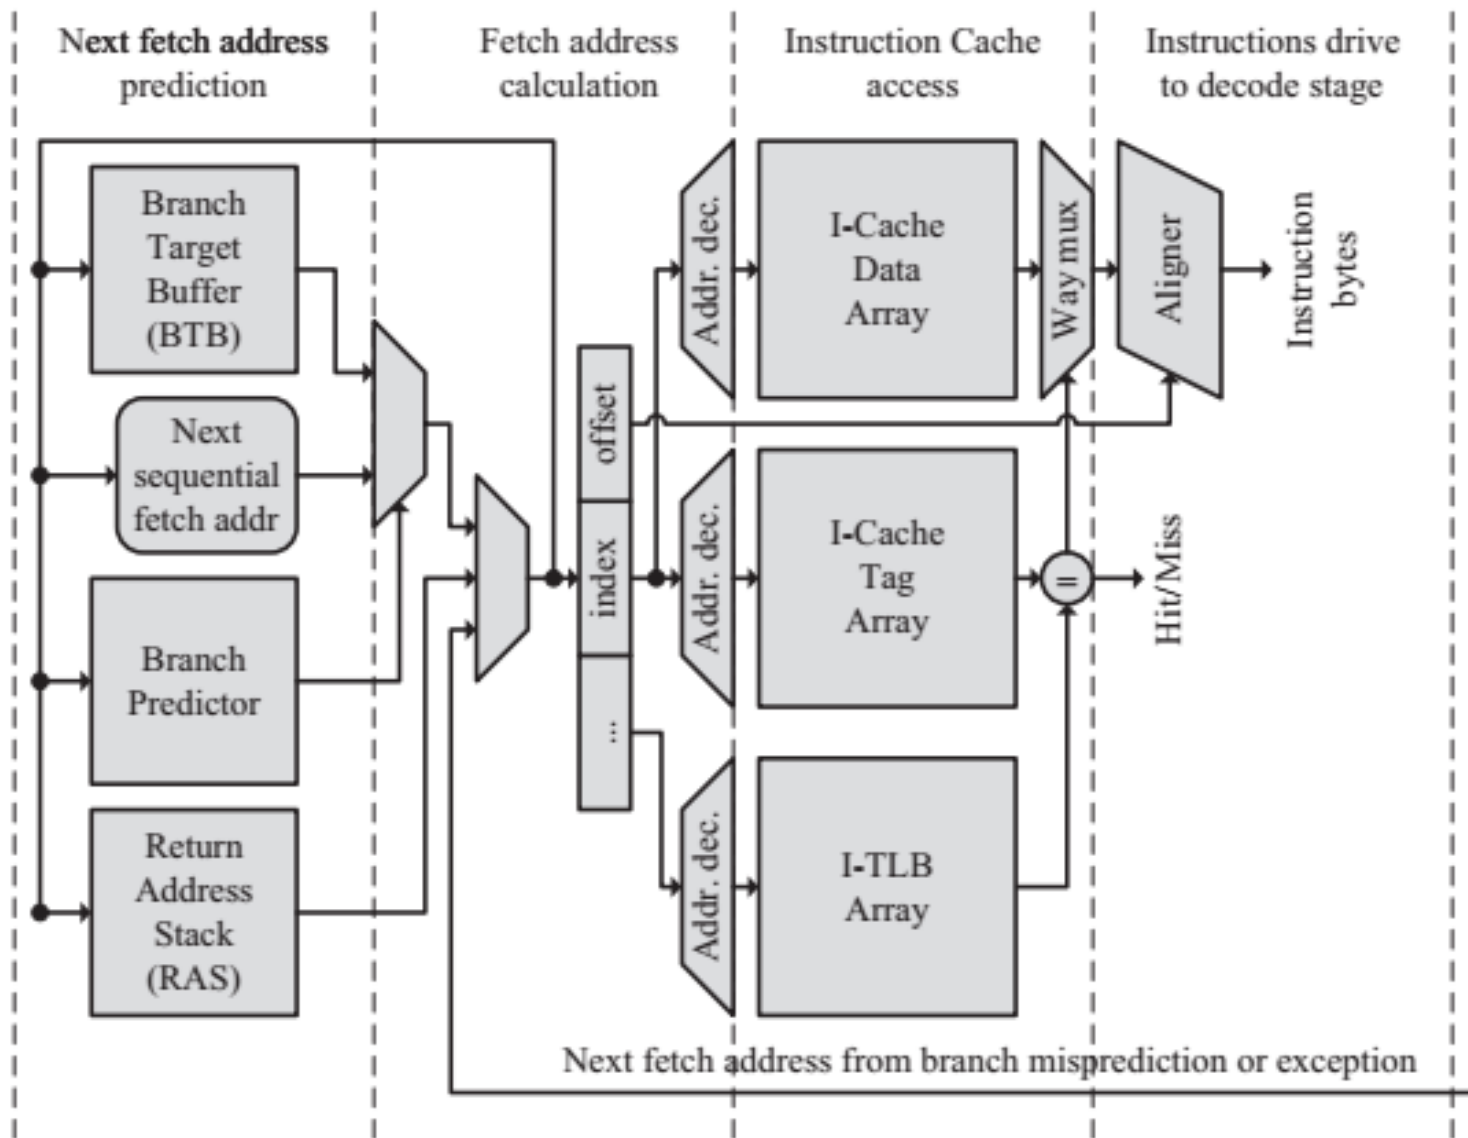 Next fetch address
prediction
Fetch address
calculation
Instruction Cache
access
Instructions drive
to decode stage
Branch
Target
Buffer
(BTB)
Next
sequential
fetch addr
Branch
Predictor
Return
Address
Stack
(RAS)
offset
index
...
Addr. dec.
I-Cache
Data
Array
Way mux
Aligner
Instruction
bytes
Addr. dec.
I-Cache
Tag
Array
=
Hit/Miss
Addr. dec.
I-TLB
Array
Next fetch address from branch misprediction or exception